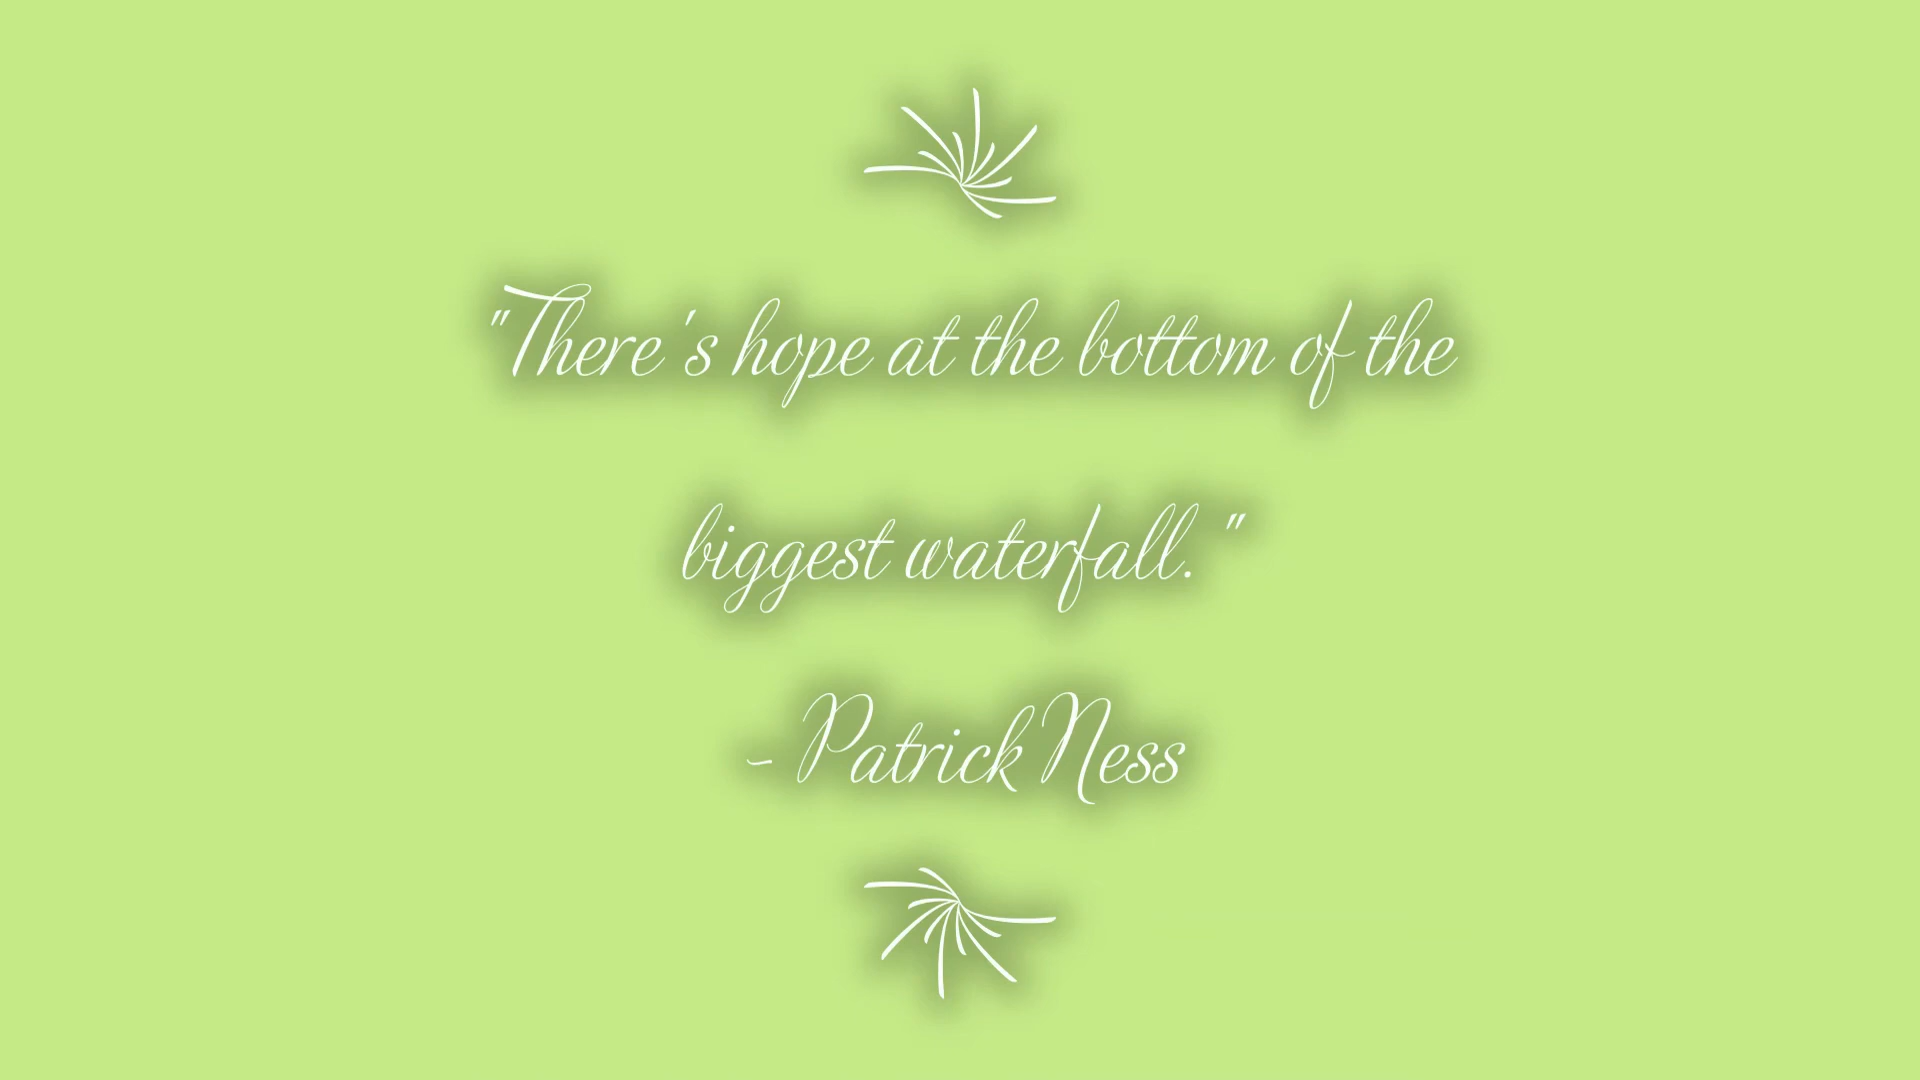 "There's hope at the bottom of the
biggest waterfall."
- Patrick Ness